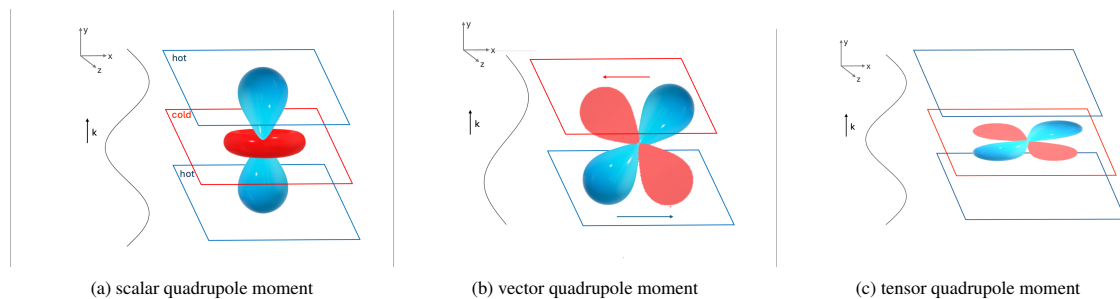 y
x
z
hot
cold
hot
k
(a) scalar quadrupole moment
y
x
z
k
(b) vector quadrupole moment
y
x
z
k
(c) tensor quadrupole moment